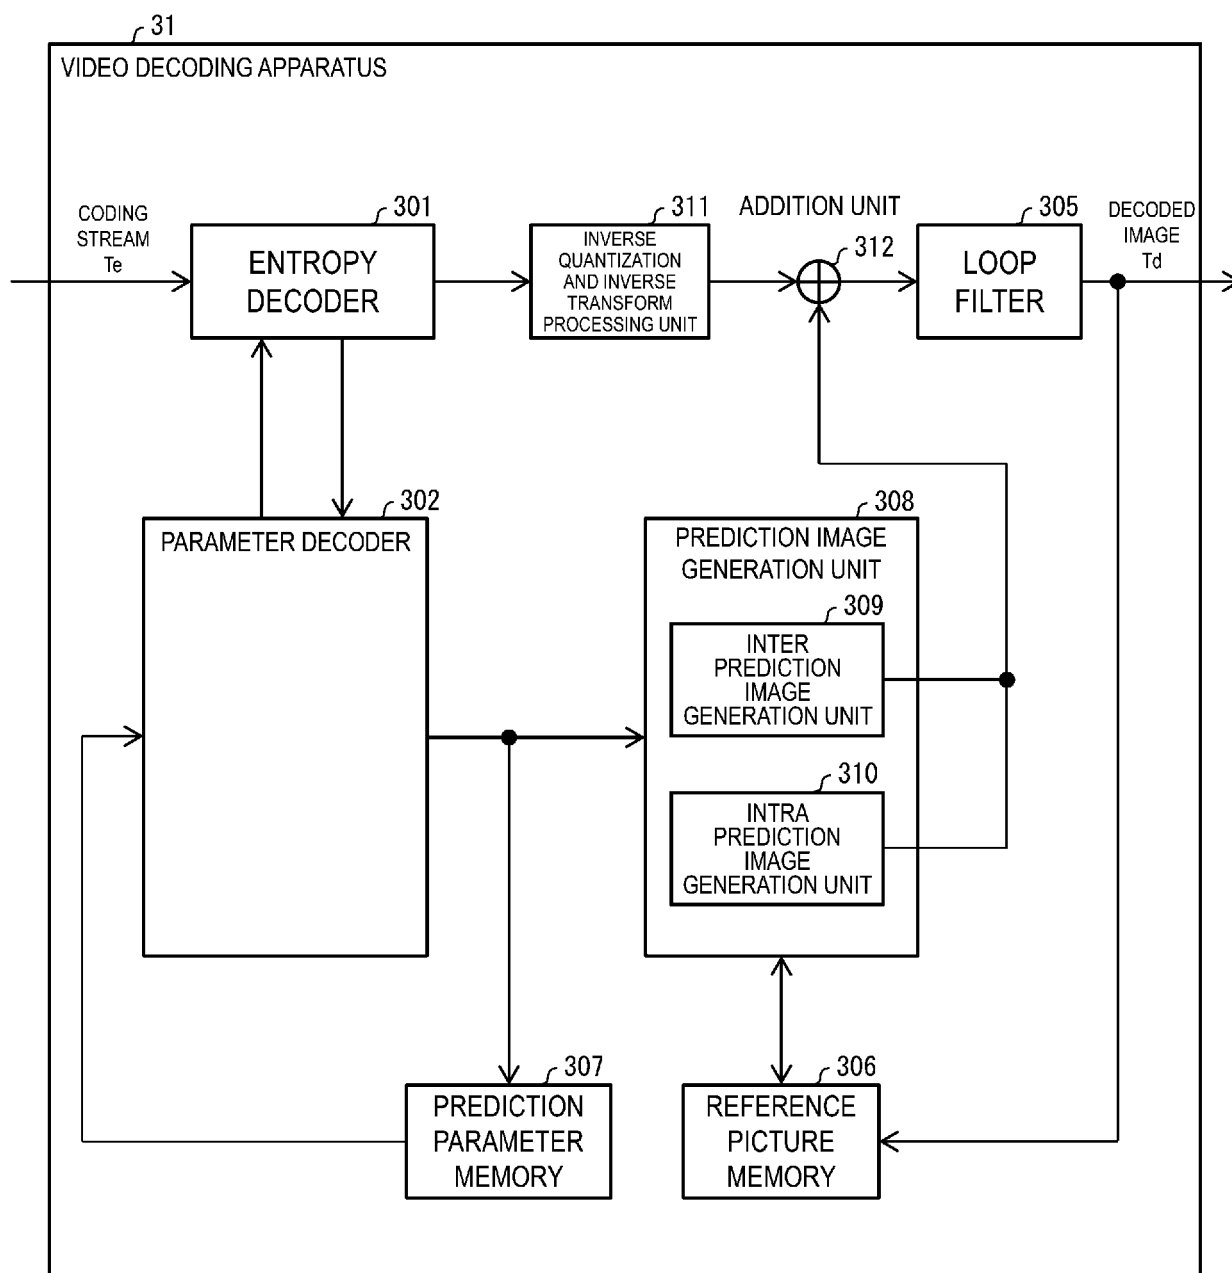 31
VIDEO DECODING APPARATUS
CODING
STREAM
Te
301
ENTROPY
DECODER
311
INVERSE
QUANTIZATION
AND INVERSE
TRANSFORM
PROCESSING UNIT
ADDITION UNIT
312
305
LOOP
FILTER
DECODED
IMAGE
Td
302
PARAMETER DECODER
308
PREDICTION IMAGE
GENERATION UNIT
309
INTER
PREDICTION
IMAGE
GENERATION UNIT
310
INTRA
PREDICTION
IMAGE
GENERATION UNIT
307
PREDICTION
PARAMETER
MEMORY
306
REFERENCE
PICTURE
MEMORY